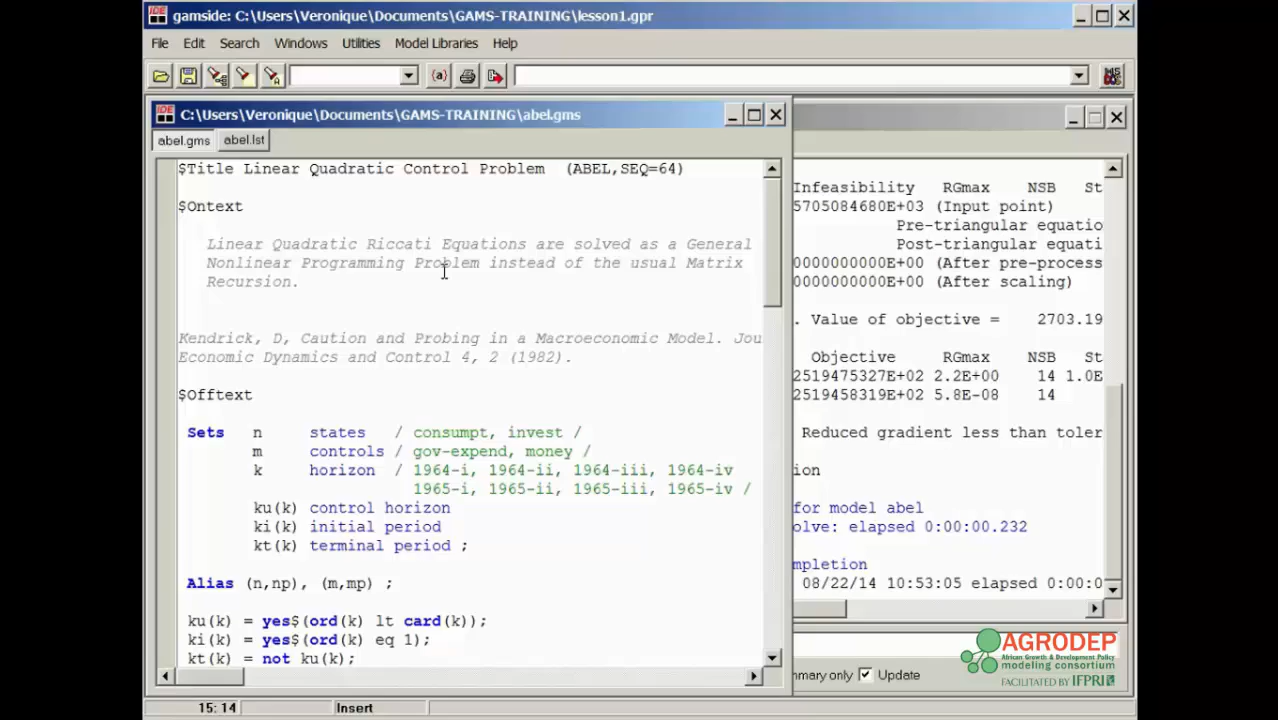 gamside: C:\Users\Veronique\Documents\GAMS-TRAINING\lesson1.gpr
File Edit Search Windows Utilities Model Libraries Help
C:\Users\Veronique\Documents\GAMS-TRAINING\abel.gms
abel.gms abel.lst
$Title Linear Quadratic Control Problem (ABEL,SEQ=64)
$Ontext
Linear Quadratic Riccati Equations are solved as a General
Nonlinear Programming Problem instead of the usual Matrix
Recursion.
Kendrick, D, Caution and Probing in a Macroeconomic Model. Jou
Economic Dynamics and Control 4, 2 (1982).
$Offtext
Sets n states / consumpt, invest /
m controls / gov-expend, money /
k horizon / 1964-i, 1964-ii, 1964-iii, 1964-iv
1965-i, 1965-ii, 1965-iii, 1965-iv /
ku(k) control horizon
ki(k) initial period
kt(k) terminal period ;
Alias (n,np), (m,mp) ;
ku(k) = yes$(ord(k) lt card(k));
ki(k) = yes$(ord(k) eq 1);
kt(k) = not ku(k);
15: 14 Insert
Infeasibility RGmax NSB St
5705084680E+03 (Input point)
Pre-triangular equatio
Post-triangular equati
0000000000E+00 (After pre-process
0000000000E+00 (After scaling)
. Value of objective = 2703.19
Objective RGmax NSB St
2519475327E+02 2.2E+00 14 1.0E
2519458319E+02 5.8E-08 14
Reduced gradient less than toler
ion
for model abel
olve: elapsed 0:00:00.232
mpletion
08/22/14 10:53:05 elapsed 0:00:0
mmary only Update
AGRODEP
African Growth & Development Policy
modeling consortium
FACILITATED BY IFPRI